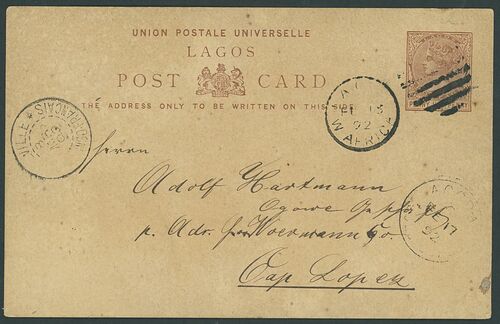 UNION POSTALE UNIVERSELLE
LAGOS
POST CARD
THE ADDRESS ONLY TO BE WRITTEN ON THIS SIDE
W AFRICA
92
VILLE
Herrn
Adolf Hartmann
Ogowe
p. Adr. Woermann Co.
Cap Lopez